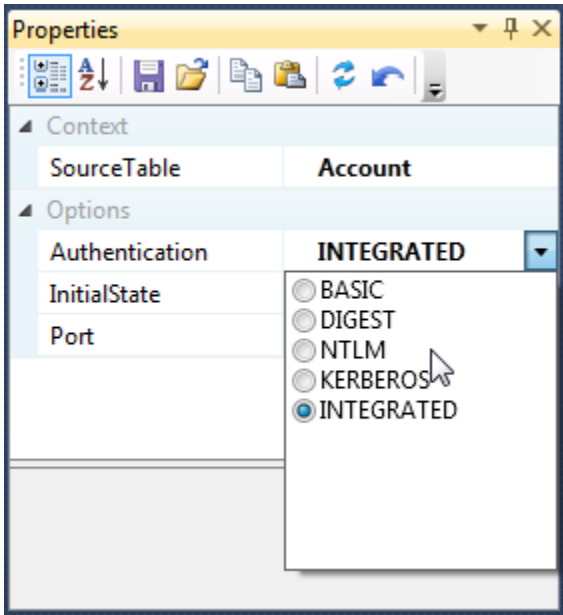 Properties
A
Z
Context
SourceTable Account
Options
Authentication INTEGRATED
InitialState
Port
BASIC
DIGEST
NTLM
KERBEROS
INTEGRATED